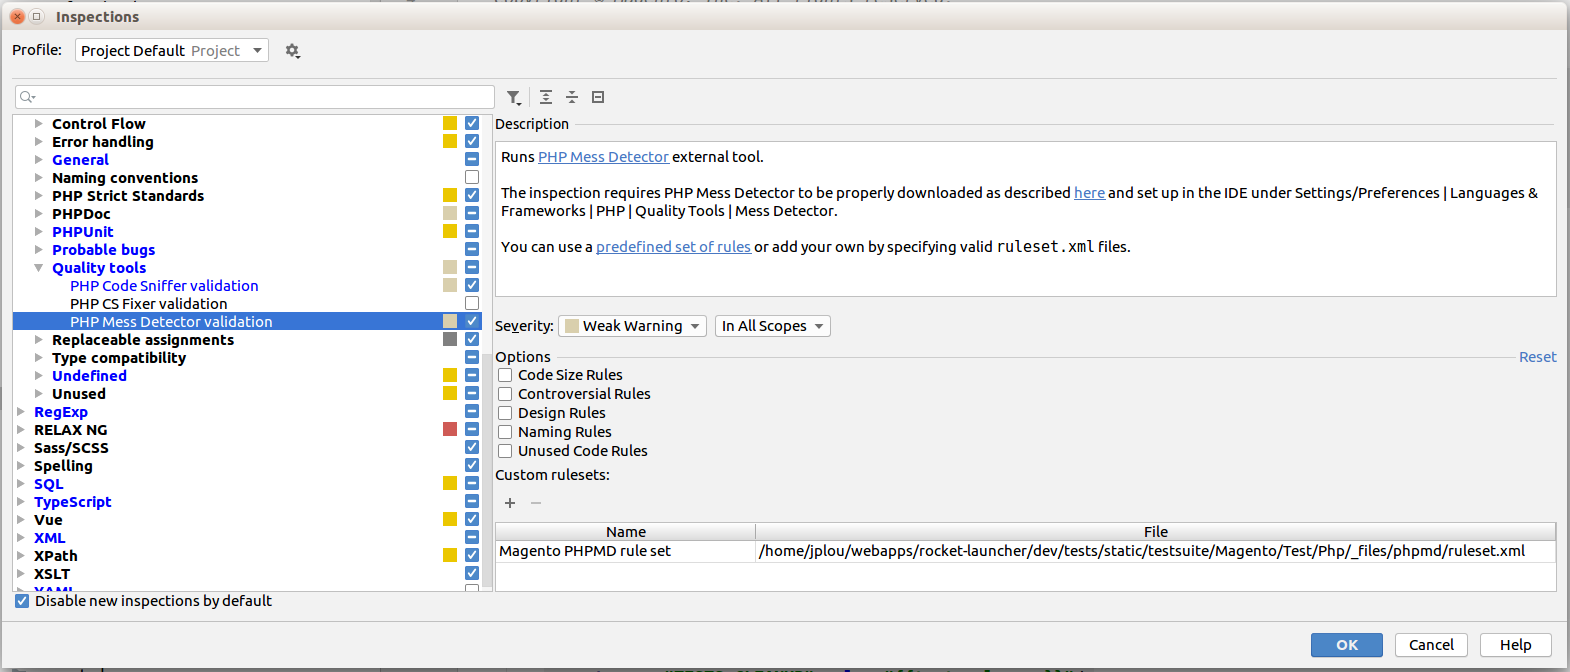 Inspections
Profile: Project Default Project
Control Flow
Error handling
General
Naming conventions
PHP Strict Standards
PHPDoc
PHPUnit
Probable bugs
Quality tools
PHP Code Sniffer validation
PHP CS Fixer validation
PHP Mess Detector validation
Replaceable assignments
Type compatibility
Undefined
Unused
RegExp
RELAX NG
Sass/SCSS
Spelling
SQL
TypeScript
Vue
XML
XPath
XSLT
YAML
Disable new inspections by default
Description
Runs PHP Mess Detector external tool.
The inspection requires PHP Mess Detector to be properly downloaded as described here and set up in the IDE under Settings/Preferences | Languages &
Frameworks | PHP | Quality Tools | Mess Detector.
You can use a predefined set of rules or add your own by specifying valid ruleset.xml files.
Severity: Weak Warning In All Scopes
Options Reset
Code Size Rules
Controversial Rules
Design Rules
Naming Rules
Unused Code Rules
Custom rulesets:
Name File
Magento PHPMD rule set /home/jplou/webapps/rocket-launcher/dev/tests/static/testsuite/Magento/Test/Php/_files/phpmd/ruleset.xml
OK Cancel Help